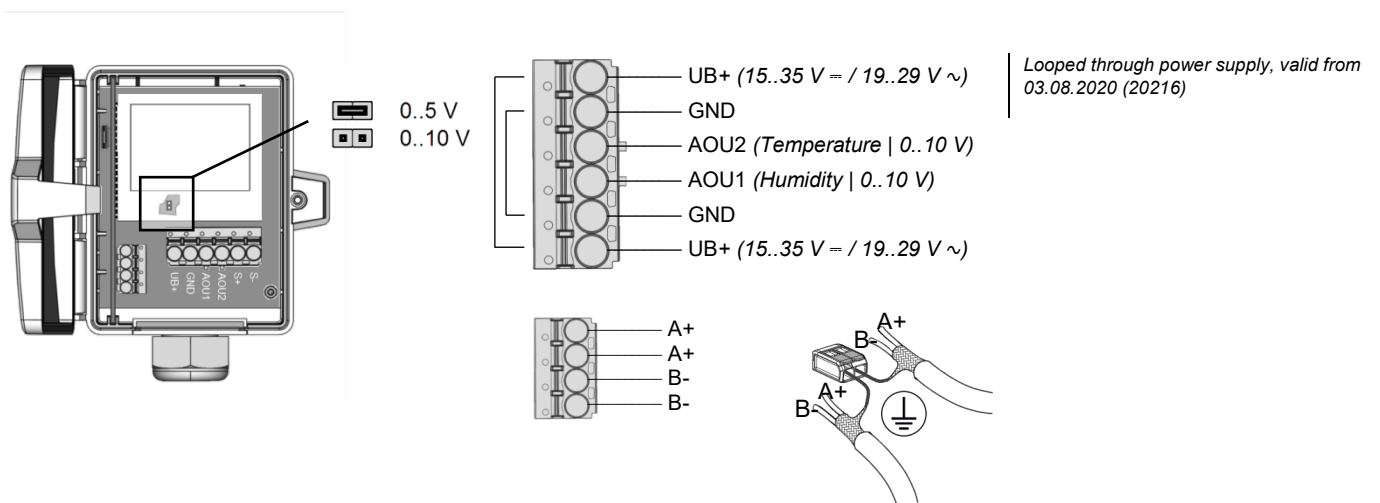 0..5 V
0..10 V
UB+
GND
AOU1
AOU2
S+
S-
UB+ (15..35 V ⎓ / 19..29 V ~)
GND
AOU2 (Temperature | 0..10 V)
AOU1 (Humidity | 0..10 V)
GND
UB+ (15..35 V ⎓ / 19..29 V ~)
Looped through power supply, valid from
03.08.2020 (20216)
A+
A+
B-
B-
A+
B-
A+
B-